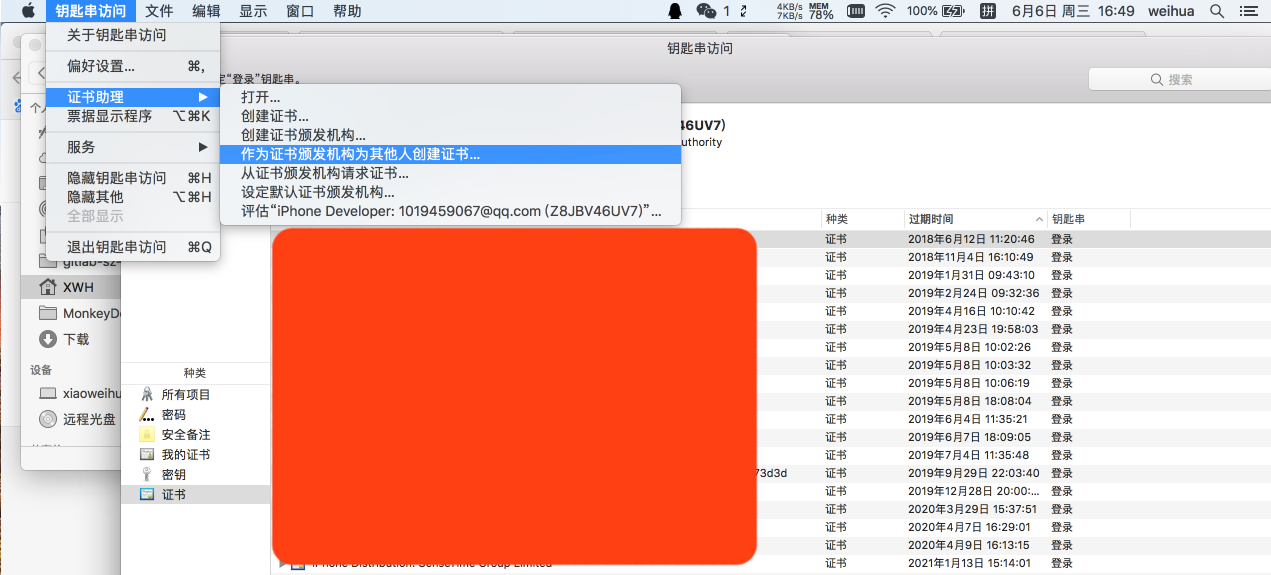 钥匙串访问 文件 编辑 显示 窗口 帮助 1 4KB/s 7KB/s MEM 78% 100% 拼 6月6日 周三 16:49 weihua
关于钥匙串访问
偏好设置... ⌘,
证书助理 ▶
票据显示程序 ⌥⌘K
服务 ▶
隐藏钥匙串访问 ⌘H
隐藏其他 ⌥⌘H
全部显示
退出钥匙串访问 ⌘Q
打开...
创建证书...
创建证书颁发机构...
作为证书颁发机构为其他人创建证书...
从证书颁发机构请求证书...
设定默认证书颁发机构...
评估“iPhone Developer: 1019459067@qq.com (Z8JBV46UV7)”...
钥匙串访问
“登录”钥匙串。
搜索
46UV7)
uthority
个人
XWH
MonkeyDe
下载
设备
xiaoweihu
远程光盘
种类
所有项目
密码
安全备注
我的证书
密钥
证书
种类 过期时间 钥匙串
证书 2018年6月12日 11:20:46 登录
证书 2018年11月4日 16:10:49 登录
证书 2019年1月31日 09:43:10 登录
证书 2019年2月24日 09:32:36 登录
证书 2019年4月16日 10:10:42 登录
证书 2019年4月23日 19:58:03 登录
证书 2019年5月8日 10:02:26 登录
证书 2019年5月8日 10:03:32 登录
证书 2019年5月8日 10:06:19 登录
证书 2019年5月8日 18:08:04 登录
证书 2019年6月4日 11:35:21 登录
证书 2019年6月7日 18:09:05 登录
证书 2019年7月4日 11:35:48 登录
73d3d 证书 2019年9月29日 22:03:40 登录
证书 2019年12月28日 20:00:... 登录
证书 2020年3月29日 15:37:51 登录
证书 2020年4月7日 16:29:01 登录
证书 2020年4月9日 16:13:15 登录
iPhone Distribution: SenseTime Group Limited 证书 2021年1月13日 15:14:01 登录